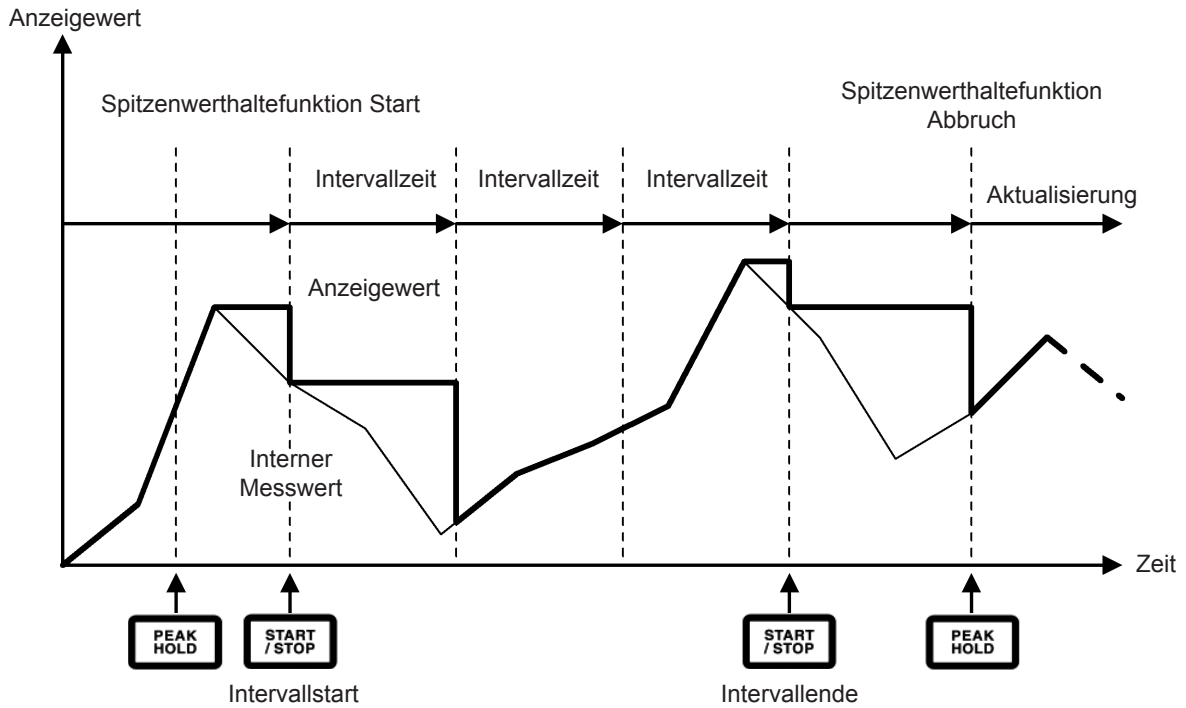 Anzeigewert
Spitzenwerthaltefunktion Start
Spitzenwerthaltefunktion
Abbruch
Intervallzeit
Intervallzeit
Intervallzeit
Aktualisierung
Anzeigewert
Interner
Messwert
Zeit
PEAK
HOLD
START
/ STOP
START
/ STOP
PEAK
HOLD
Intervallstart
Intervallende